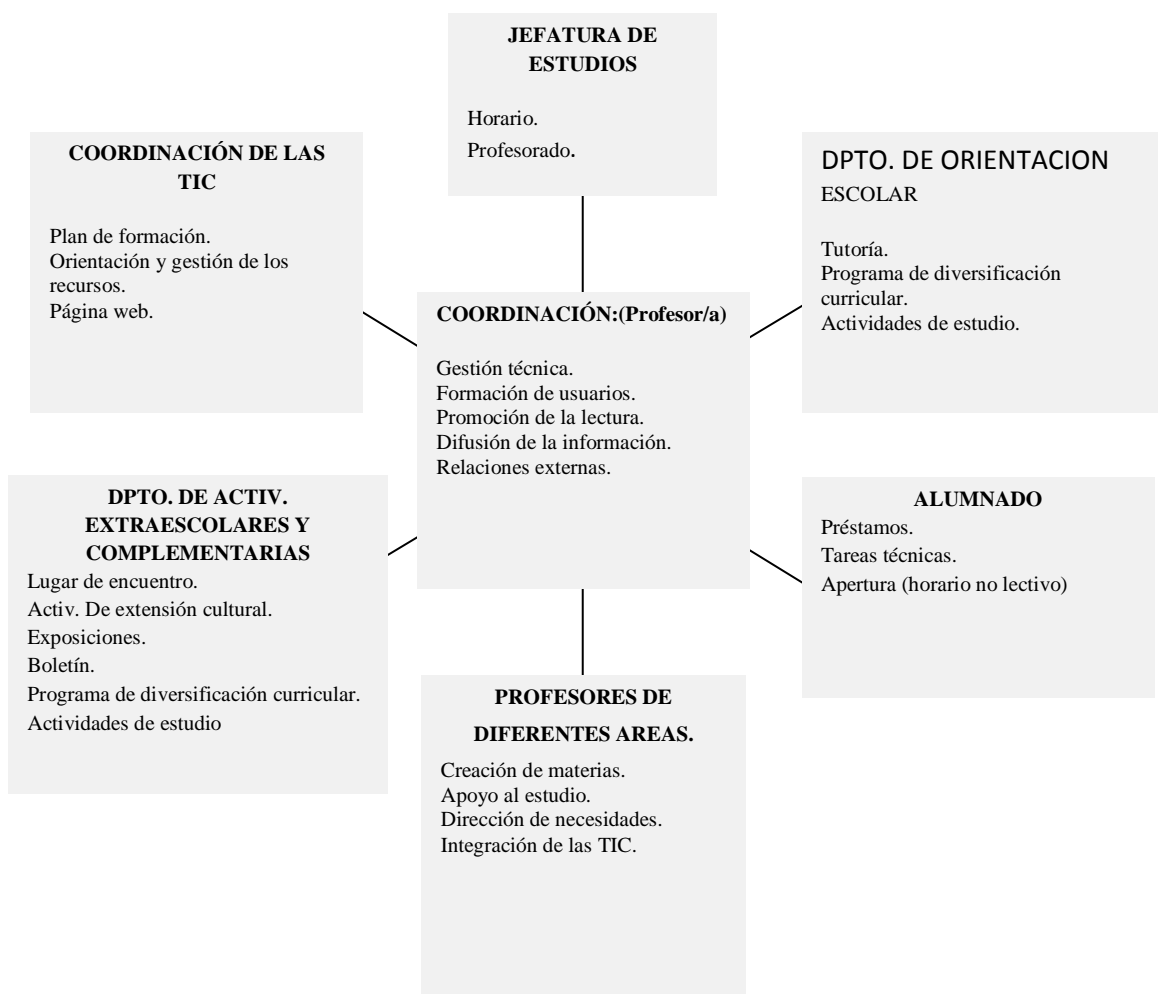 JEFATURA DE
ESTUDIOS
Horario.
Profesorado.
COORDINACIÓN DE LAS
TIC
Plan de formación.
Orientación y gestión de los
recursos.
Página web.
DPTO. DE ORIENTACION
ESCOLAR
Tutoría.
Programa de diversificación
curricular.
Actividades de estudio.
COORDINACIÓN:(Profesor/a)
Gestión técnica.
Formación de usuarios.
Promoción de la lectura.
Difusión de la información.
Relaciones externas.
DPTO. DE ACTIV.
EXTRAESCOLARES Y
COMPLEMENTARIAS
Lugar de encuentro.
Activ. De extensión cultural.
Exposiciones.
Boletín.
Programa de diversificación curricular.
Actividades de estudio
ALUMNADO
Préstamos.
Tareas técnicas.
Apertura (horario no lectivo)
PROFESORES DE
DIFERENTES AREAS.
Creación de materias.
Apoyo al estudio.
Dirección de necesidades.
Integración de las TIC.